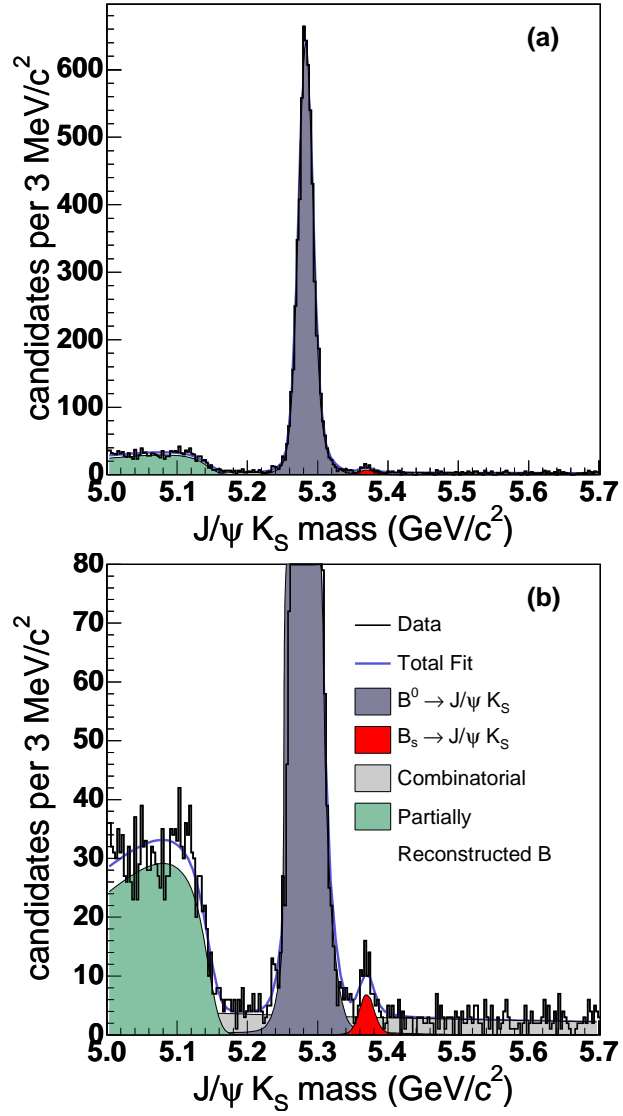 (a)
candidates per 3 MeV/c²
600
500
400
300
200
100
0
5.0 5.1 5.2 5.3 5.4 5.5 5.6 5.7
J/ψ K_S mass (GeV/c²)
(b)
candidates per 3 MeV/c²
80
70
60
50
40
30
20
10
0
Data
Total Fit
B⁰ → J/ψ K_S
B_s → J/ψ K_S
Combinatorial
Partially
Reconstructed B
5.0 5.1 5.2 5.3 5.4 5.5 5.6 5.7
J/ψ K_S mass (GeV/c²)